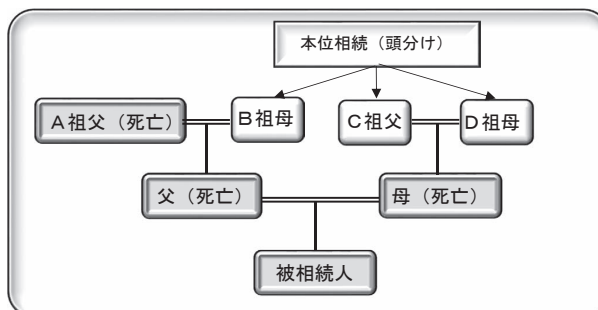 本位相続（頭分け）
A祖父（死亡）
B祖母
C祖父
D祖母
父（死亡）
母（死亡）
被相続人